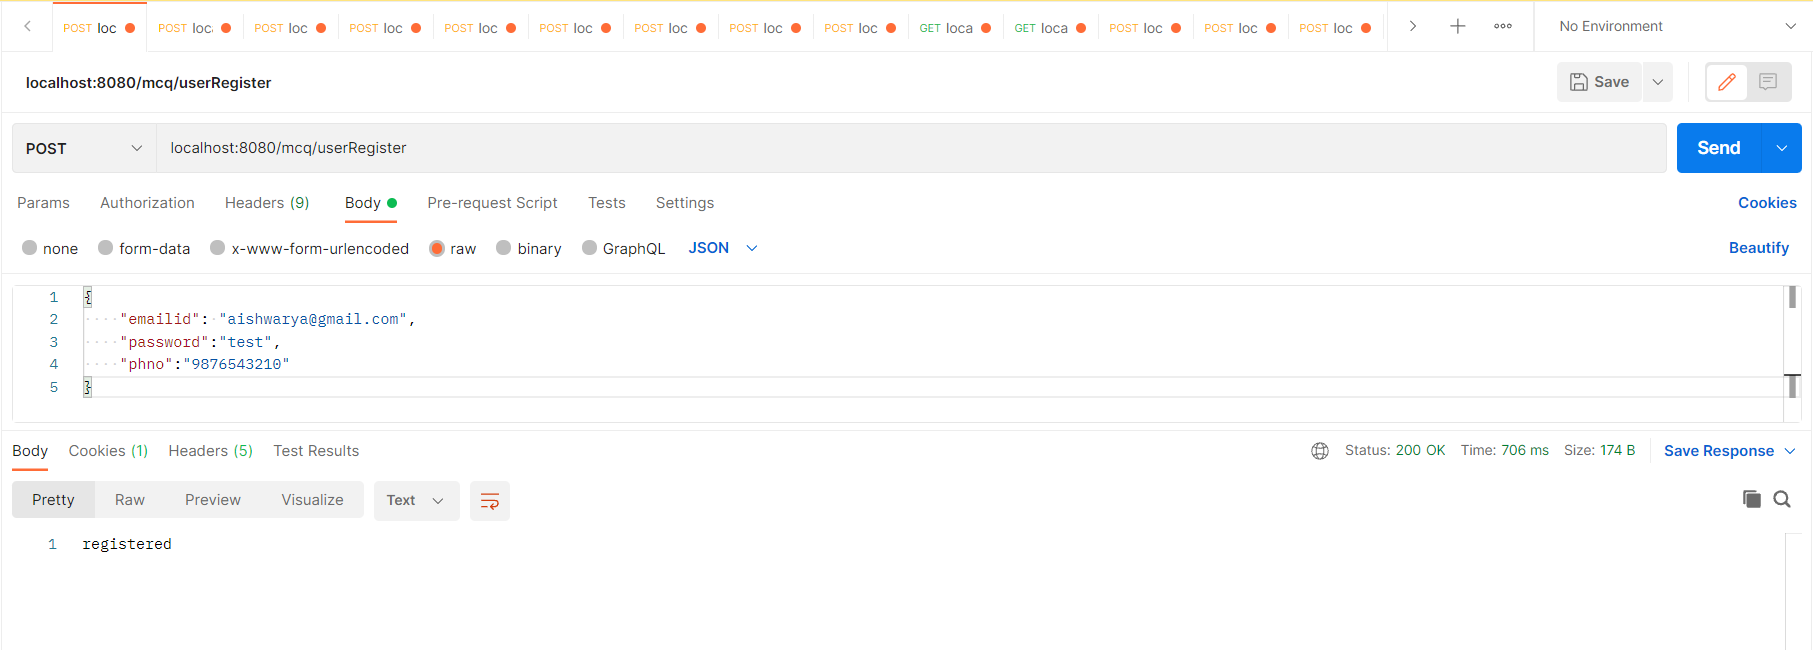 POST loc POST loc POST loc POST loc POST loc POST loc POST loc POST loc POST loc GET loca GET loca POST loc POST loc POST loc No Environment
localhost:8080/mcq/userRegister Save
POST localhost:8080/mcq/userRegister Send
Params Authorization Headers (9) Body Pre-request Script Tests Settings Cookies
none form-data x-www-form-urlencoded raw binary GraphQL JSON Beautify
1 {
2 "emailid": "aishwarya@gmail.com",
3 "password":"test",
4 "phno":"9876543210"
5 }
Body Cookies (1) Headers (5) Test Results Status: 200 OK Time: 706 ms Size: 174 B Save Response
Pretty Raw Preview Visualize Text
1 registered